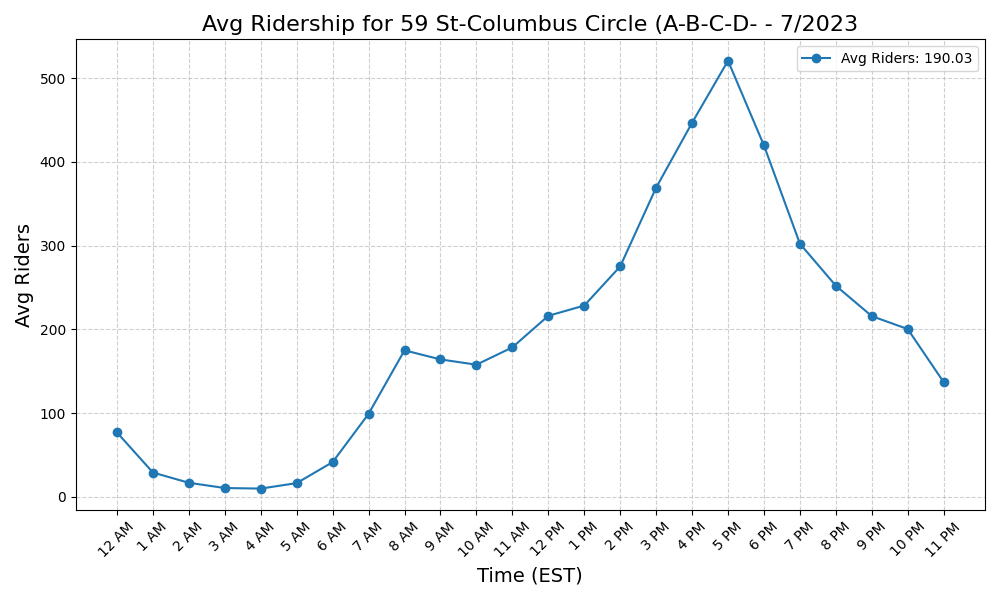 Avg Ridership for 59 St-Columbus Circle (A-B-C-D- - 7/2023
Avg Riders: 190.03
Avg Riders
500
400
300
200
100
0
12 AM
1 AM
2 AM
3 AM
4 AM
5 AM
6 AM
7 AM
8 AM
9 AM
10 AM
11 AM
12 PM
1 PM
2 PM
3 PM
4 PM
5 PM
6 PM
7 PM
8 PM
9 PM
10 PM
11 PM
Time (EST)